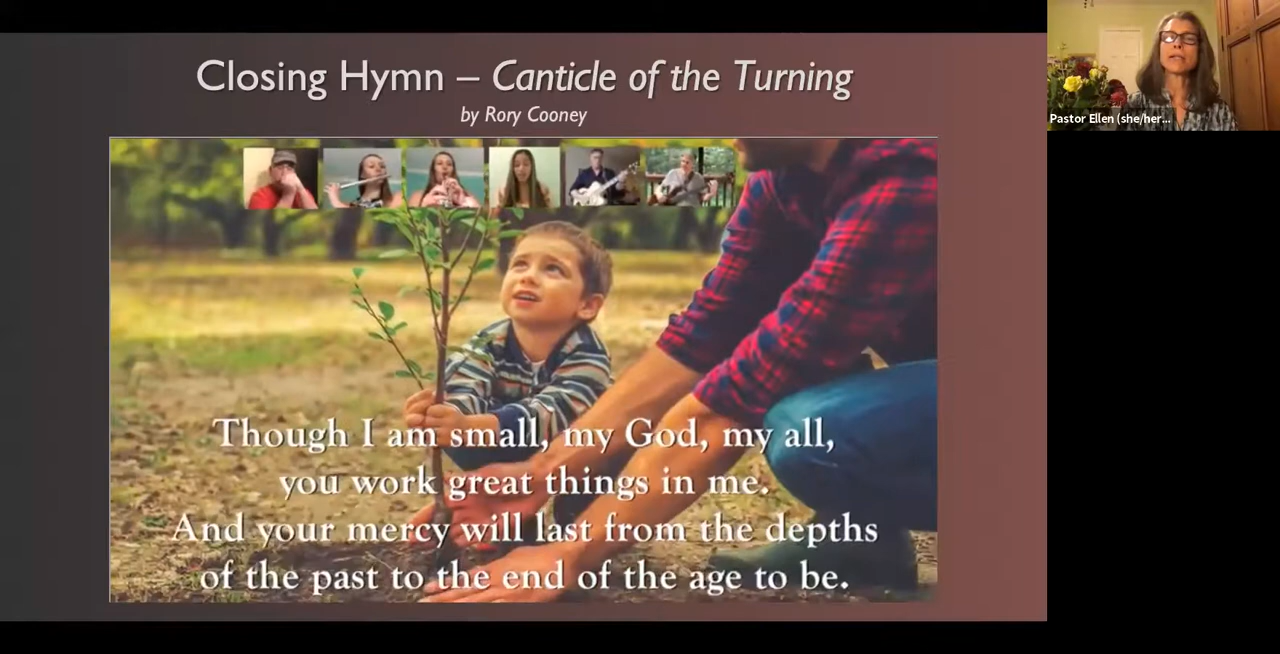 Closing Hymn – Canticle of the Turning
by Rory Cooney
Though I am small, my God, my all,
you work great things in me.
And your mercy will last from the depths
of the past to the end of the age to be.
Pastor Ellen (she/her...